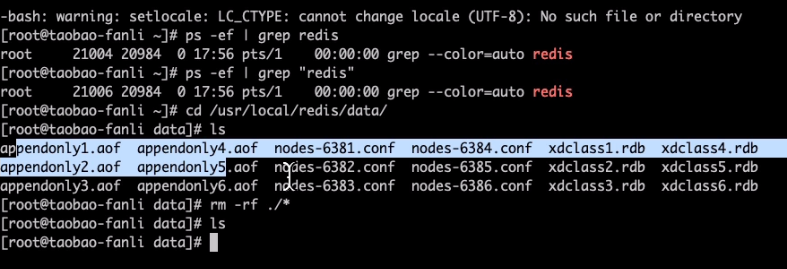 -bash: warning: setlocale: LC_CTYPE: cannot change locale (UTF-8): No such file or directory
[root@taobao-fanli ~]# ps -ef | grep redis
root     21004 20984  0 17:56 pts/1    00:00:00 grep --color=auto redis
[root@taobao-fanli ~]# ps -ef | grep "redis"
root     21006 20984  0 17:56 pts/1    00:00:00 grep --color=auto redis
[root@taobao-fanli ~]# cd /usr/local/redis/data/
[root@taobao-fanli data]# ls
appendonly1.aof  appendonly4.aof  nodes-6381.conf  nodes-6384.conf  xdclass1.rdb  xdclass4.rdb
appendonly2.aof  appendonly5.aof  nodes-6382.conf  nodes-6385.conf  xdclass2.rdb  xdclass5.rdb
appendonly3.aof  appendonly6.aof  nodes-6383.conf  nodes-6386.conf  xdclass3.rdb  xdclass6.rdb
[root@taobao-fanli data]# rm -rf ./*
[root@taobao-fanli data]# ls
[root@taobao-fanli data]#